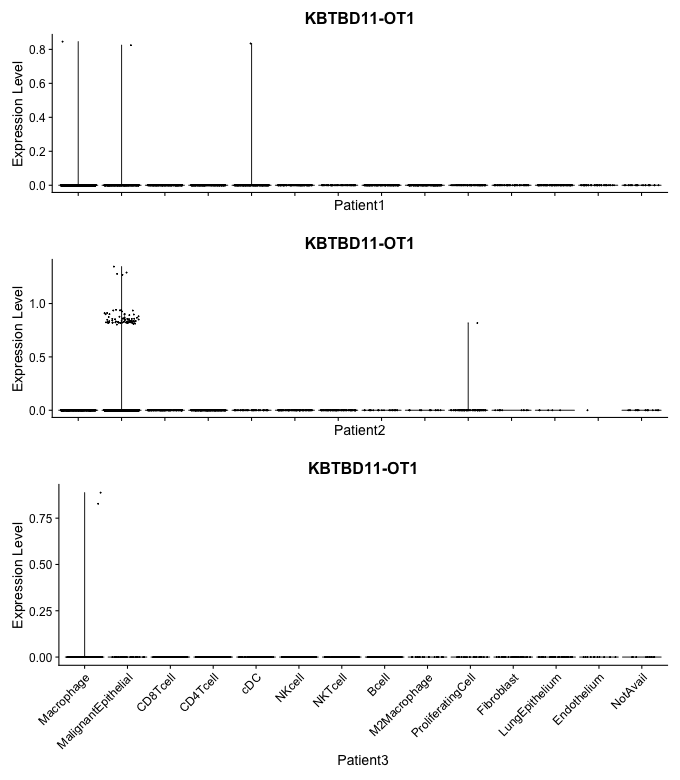 KBTBD11-OT1
Expression Level
0.8
0.6
0.4
0.2
0.0
Patient1
KBTBD11-OT1
Expression Level
1.0
0.5
0.0
Patient2
KBTBD11-OT1
Expression Level
0.75
0.50
0.25
0.00
Macrophage
MalignantEpithelial
CD8Tcell
CD4Tcell
cDC
NKcell
NKTcell
Bcell
M2Macrophage
ProliferatingCell
Fibroblast
LungEpithelium
Endothelium
NotAvail
Patient3